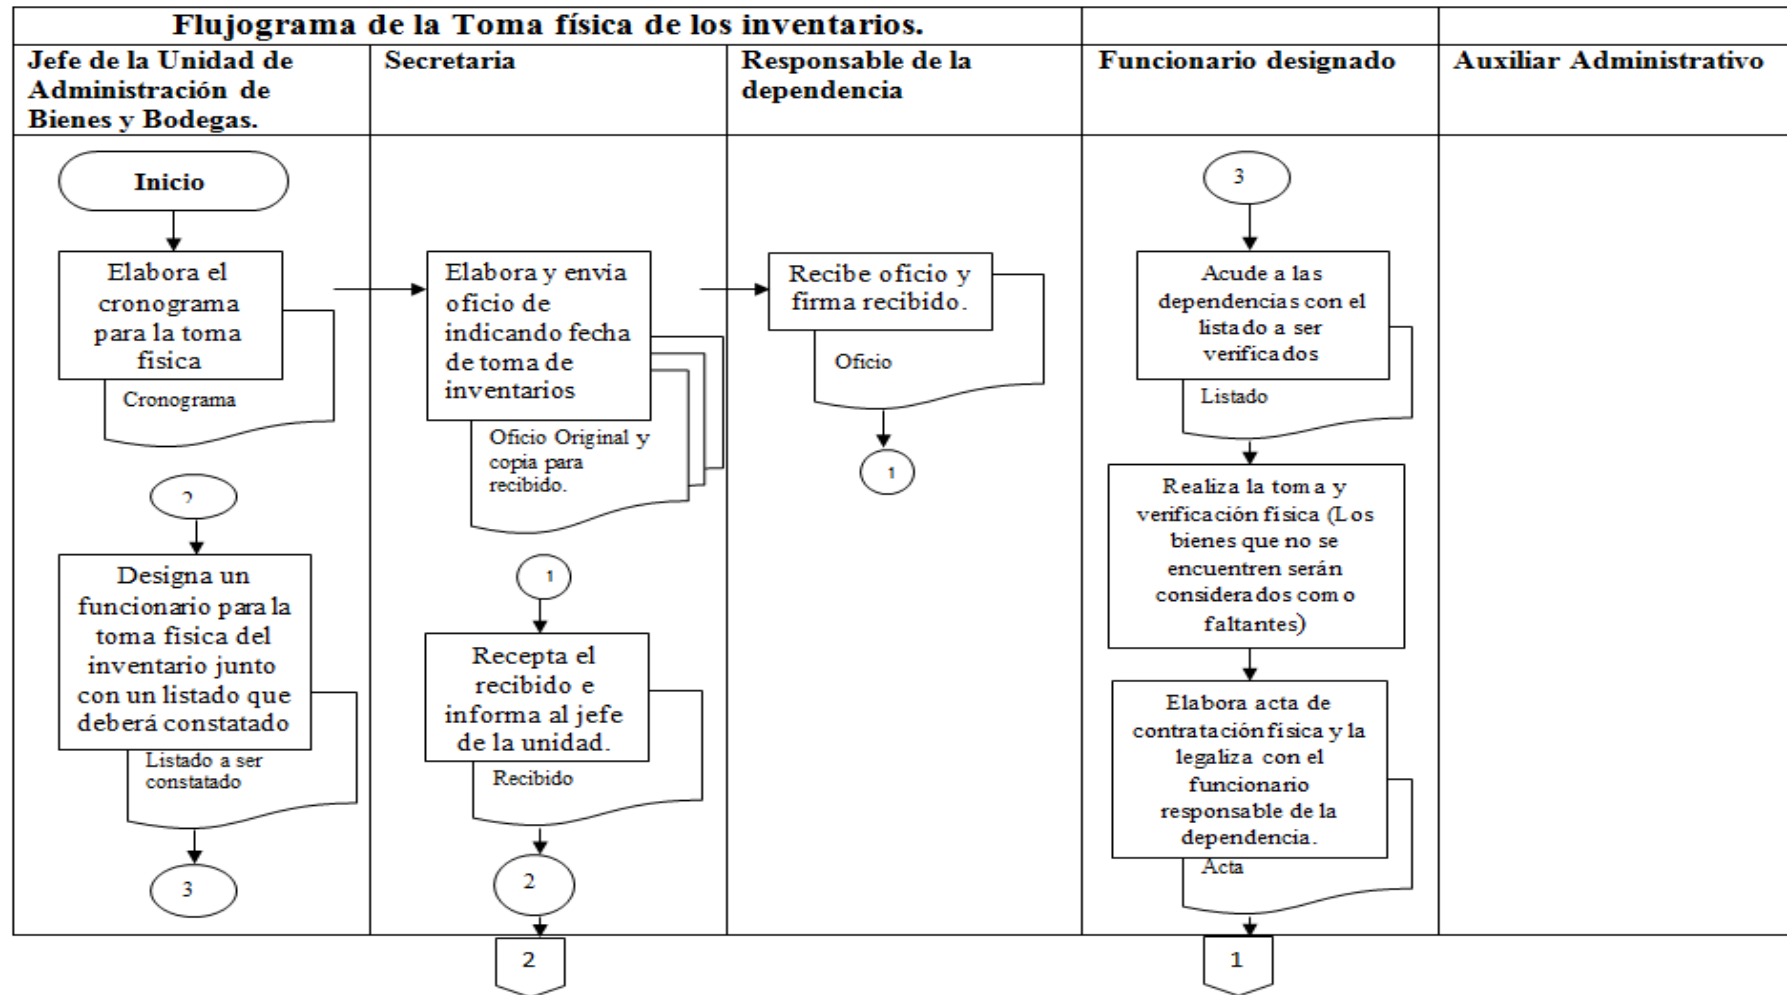 Flujograma de la Toma física de los inventarios.
Jefe de la Unidad de
Administración de
Bienes y Bodegas.
Secretaria
Responsable de la
dependencia
Funcionario designado
Auxiliar Administrativo
Inicio
Elabora el
cronograma
para la toma
física
Cronograma
2
Designa un
funcionario para la
toma física del
inventario junto
con un listado que
deberá constatado
Listado a ser
constatado
3
Elabora y envía
oficio de
indicando fecha
de toma de
inventarios
Oficio Original y
copia para
recibido.
1
Recepta el
recibido e
informa al jefe
de la unidad.
Recibido
2
2
Recibe oficio y
firma recibido.
Oficio
1
3
Acude a las
dependencias con el
listado a ser
verificados
Listado
Realiza la toma y
verificación física (Los
bienes que no se
encuentren serán
considerados como
faltantes)
Elabora acta de
contratación física y la
legaliza con el
funcionario
responsable de la
dependencia.
Acta
1